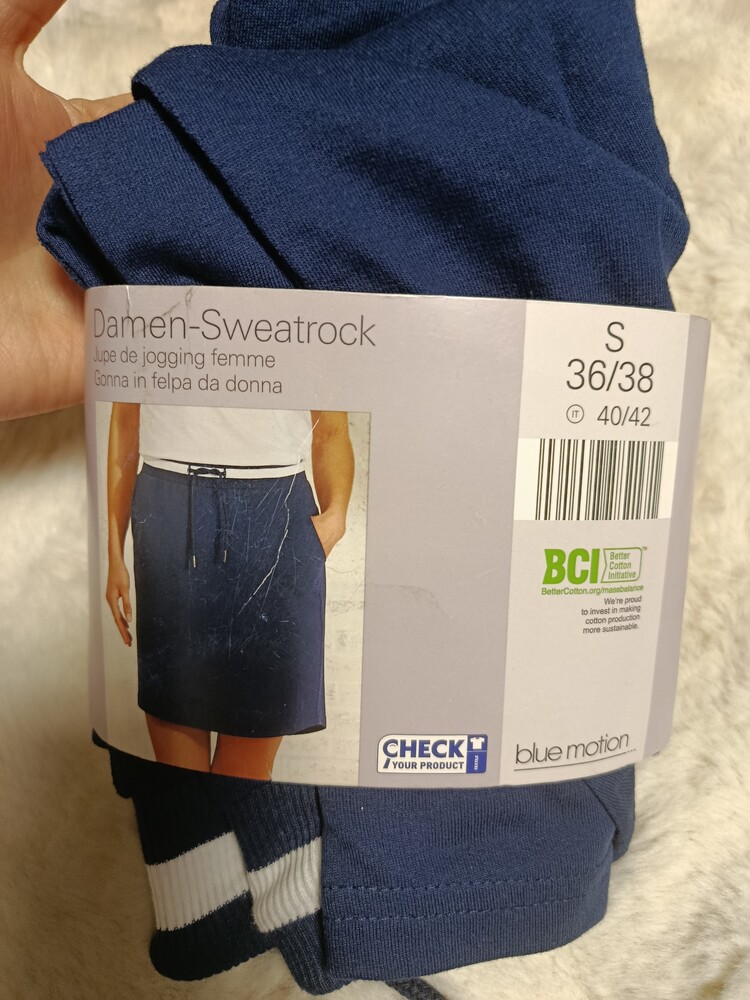 Damen-Sweatrock
Jupe de jogging femme
Gonna in felpa da donna
S
36/38
IT 40/42
BCI
Better
Cotton
Initiative
TM
BetterCotton.org/massbalance
We're proud
to invest in making
cotton production
more sustainable.
CHECK
YOUR PRODUCT
blue motion